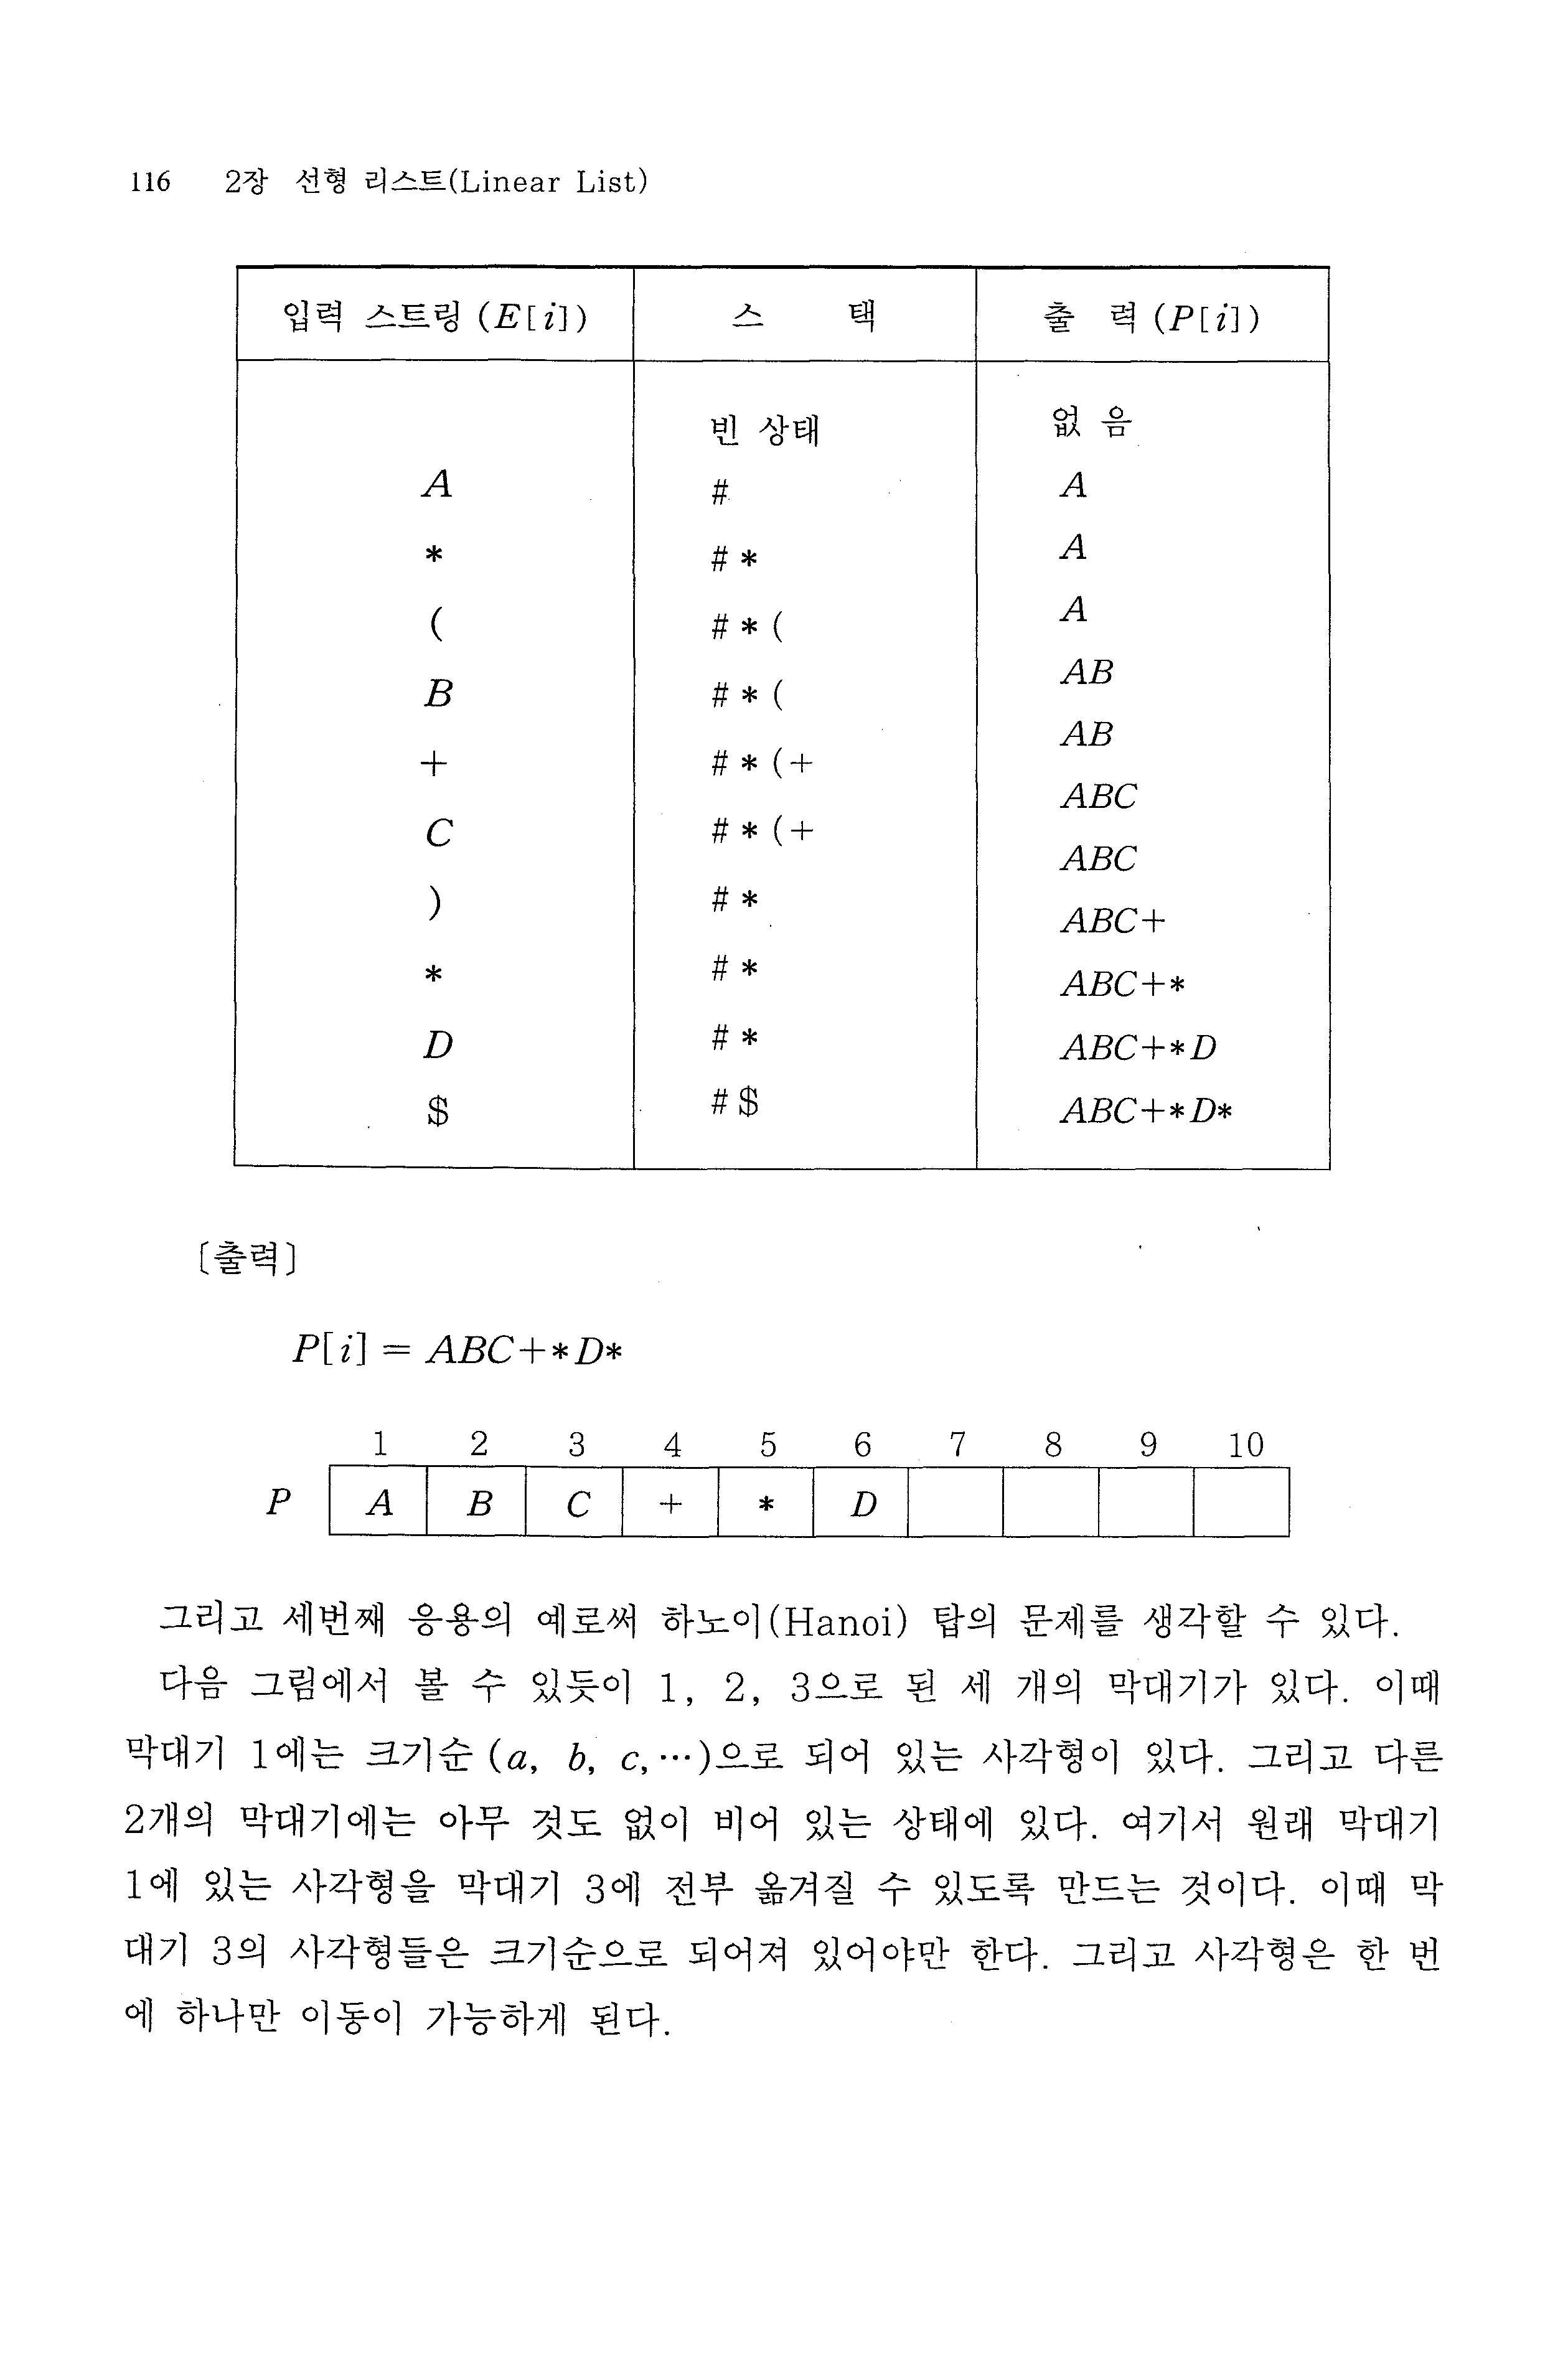 116 2장 선형 리스트(Linear List)
입력 스트링 (E[i]) 스 택 출 력 (P[i])
빈 상태 없 음
A # A
* # * A
( # * ( A
B # * ( AB
+ # * (+ AB
C # * (+ ABC
ABC
) # * ABC+
* # * ABC+*
D # * ABC+*D
$ # $ ABC+*D*
[출력]
P[i] = ABC+*D*
1 2 3 4 5 6 7 8 9 10
P A B C + * D
그리고 세번째 응용의 예로써 하노이(Hanoi) 탑의 문제를 생각할 수 있다.
다음 그림에서 볼 수 있듯이 1, 2, 3으로 된 세 개의 막대기가 있다. 이때
막대기 1에는 크기순 (a, b, c, ···)으로 되어 있는 사각형이 있다. 그리고 다른
2개의 막대기에는 아무 것도 없이 비어 있는 상태에 있다. 여기서 원래 막대기
1에 있는 사각형을 막대기 3에 전부 옮겨질 수 있도록 만드는 것이다. 이때 막
대기 3의 사각형들은 크기순으로 되어져 있어야만 한다. 그리고 사각형은 한 번
에 하나만 이동이 가능하게 된다.